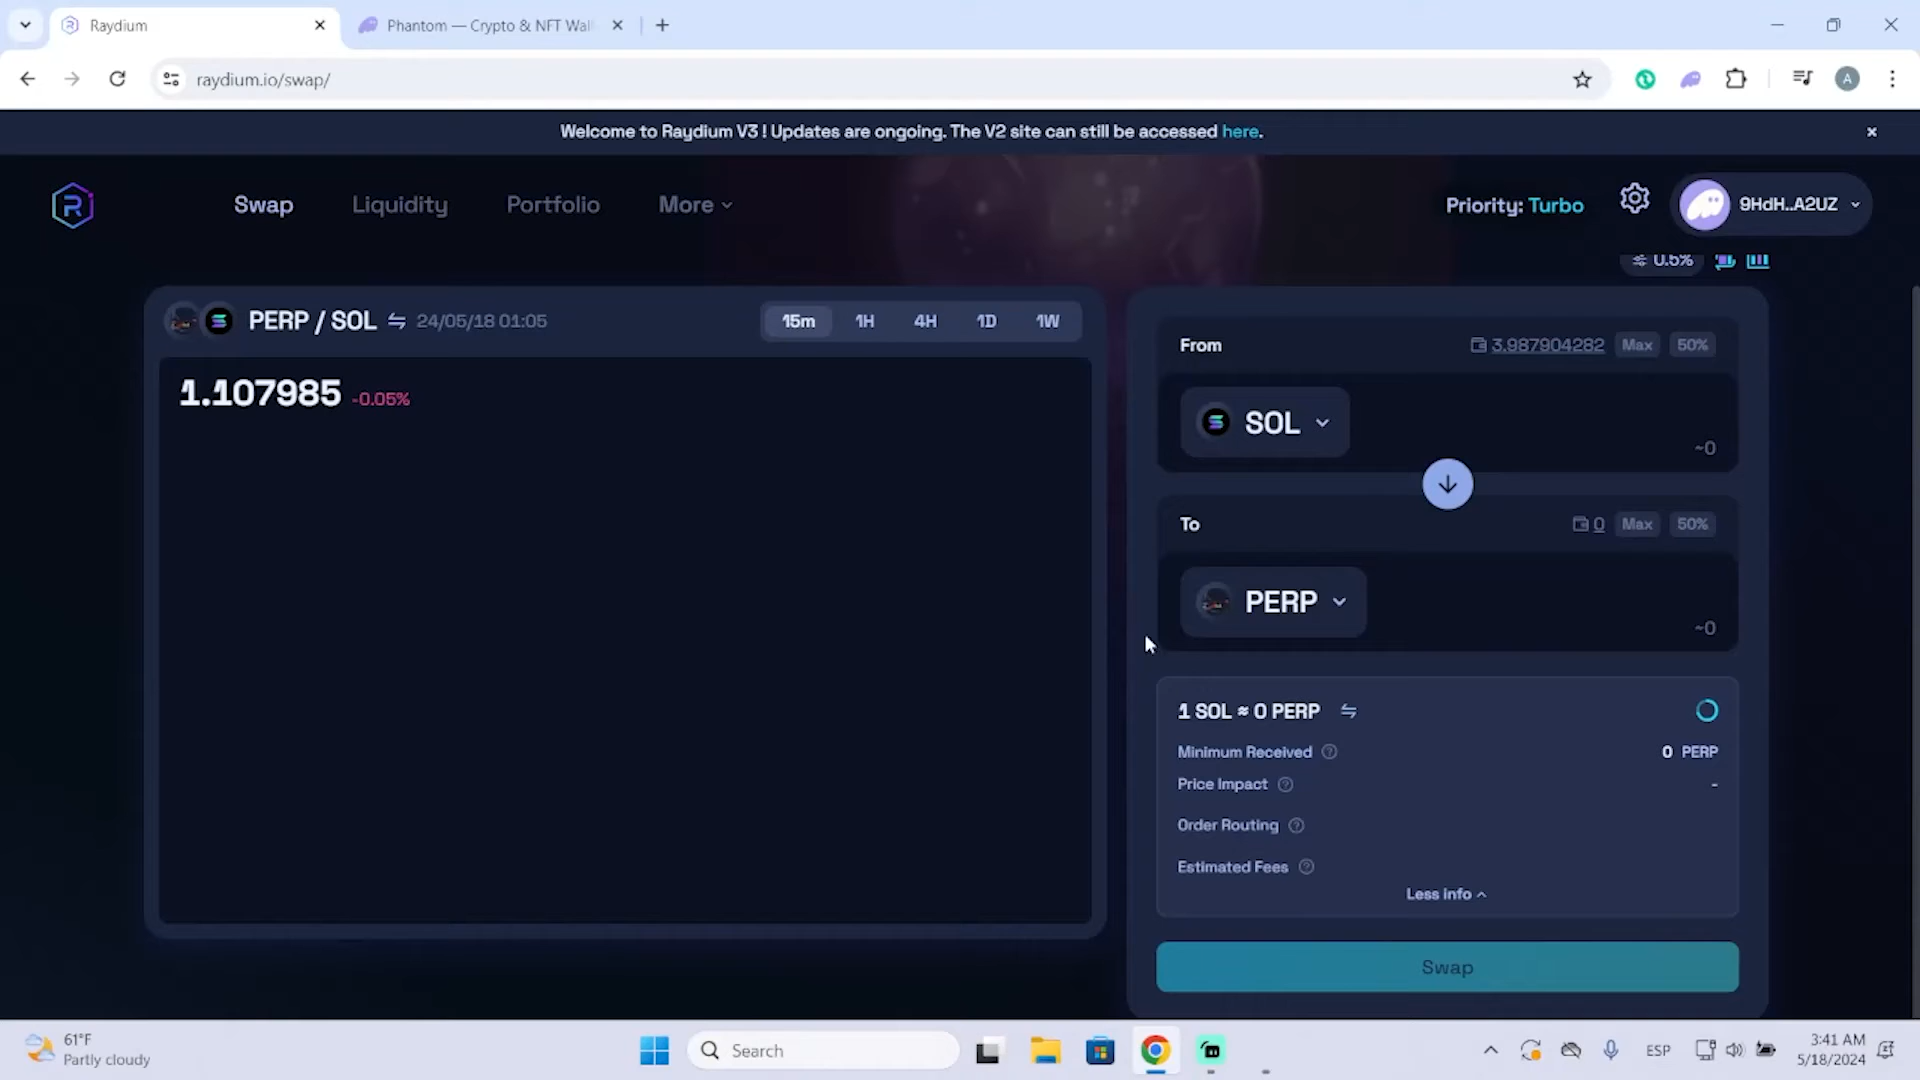 Raydium
Phantom — Crypto & NFT Wal
raydium.io/swap/
A
Welcome to Raydium V3 ! Updates are ongoing. The V2 site can still be accessed here.
R
Swap
Liquidity
Portfolio
More
Priority: Turbo
9HdH..A2UZ
0.5%
PERP / SOL
24/05/18 01:05
15m
1H
4H
1D
1W
1.107985 -0.05%
From
3.987904282
Max
50%
SOL
~0
To
0
Max
50%
PERP
~0
1 SOL ≈ 0 PERP
Minimum Received
0 PERP
Price Impact
-
Order Routing
Estimated Fees
Less info
Swap
61°F
Partly cloudy
Search
ESP
3:41 AM
5/18/2024